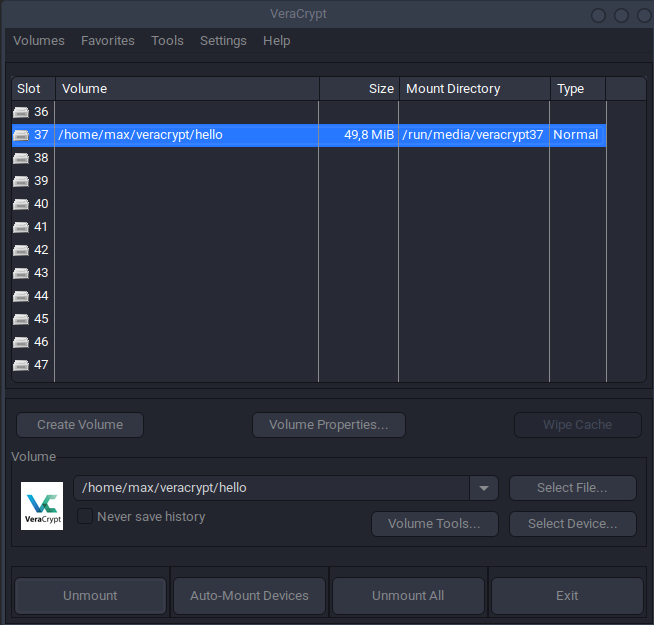 VeraCrypt
Volumes Favorites Tools Settings Help
Slot Volume Size Mount Directory Type
36
37 /home/max/veracrypt/hello 49,8 MiB /run/media/veracrypt37 Normal
38
39
40
41
42
43
44
45
46
47
Create Volume Volume Properties... Wipe Cache
Volume
/home/max/veracrypt/hello Select File...
VeraCrypt
Never save history
Volume Tools... Select Device...
Unmount Auto-Mount Devices Unmount All Exit